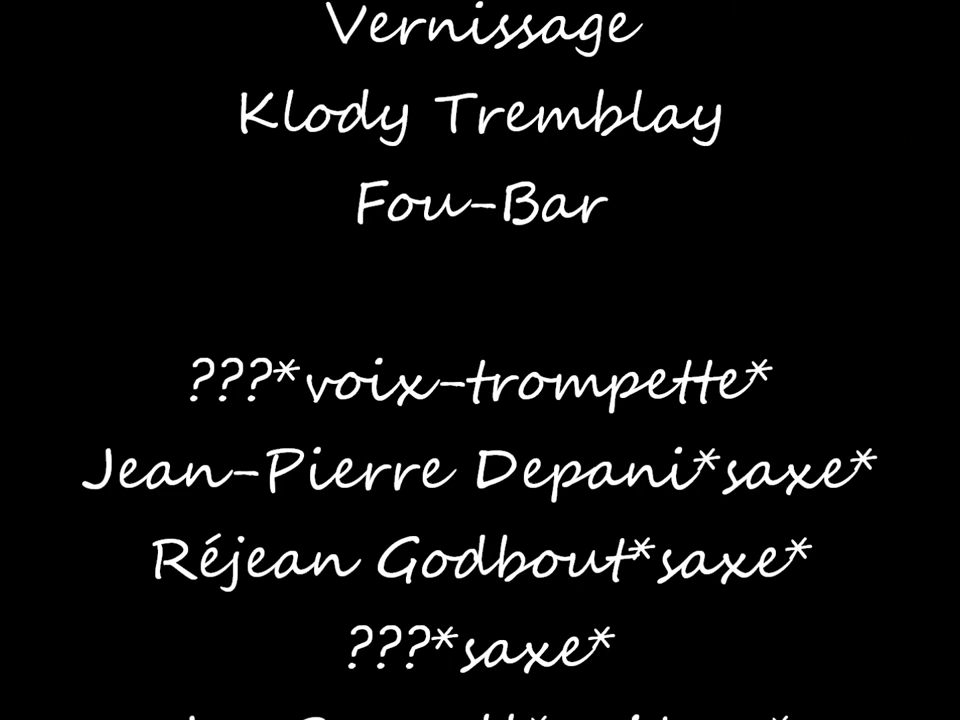 Vernissage
Klody Tremblay
Fou-Bar
???*voix-trompette*
Jean-Pierre Depani*saxe*
Réjean Godbout*saxe*
???*saxe*